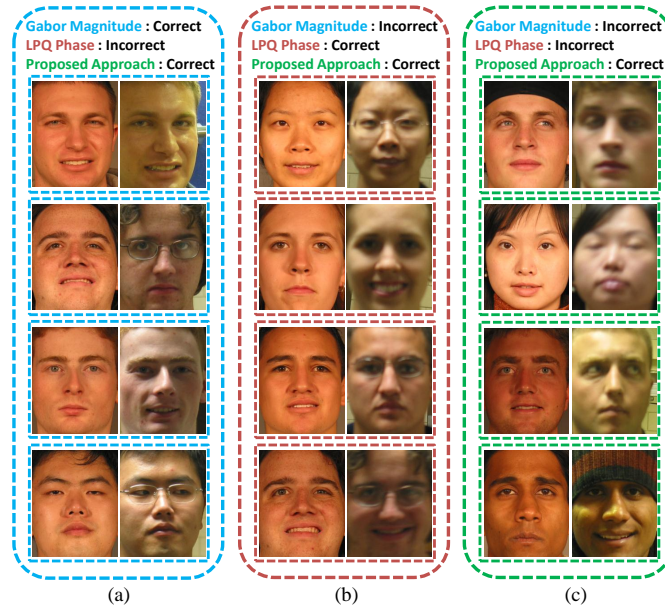 Gabor Magnitude : Correct
LPQ Phase : Incorrect
Proposed Approach : Correct
Gabor Magnitude : Incorrect
LPQ Phase : Correct
Proposed Approach : Correct
Gabor Magnitude : Incorrect
LPQ Phase : Incorrect
Proposed Approach : Correct
(a)
(b)
(c)